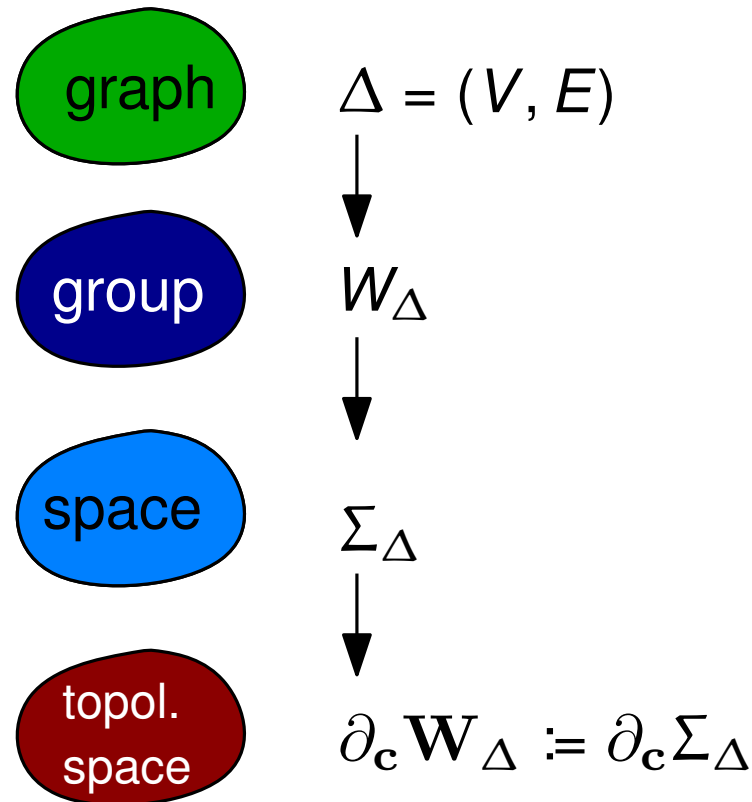 graph Δ = (V, E)
group W_Δ
space Σ_Δ
topol.
space ∂_c W_Δ := ∂_c Σ_Δ